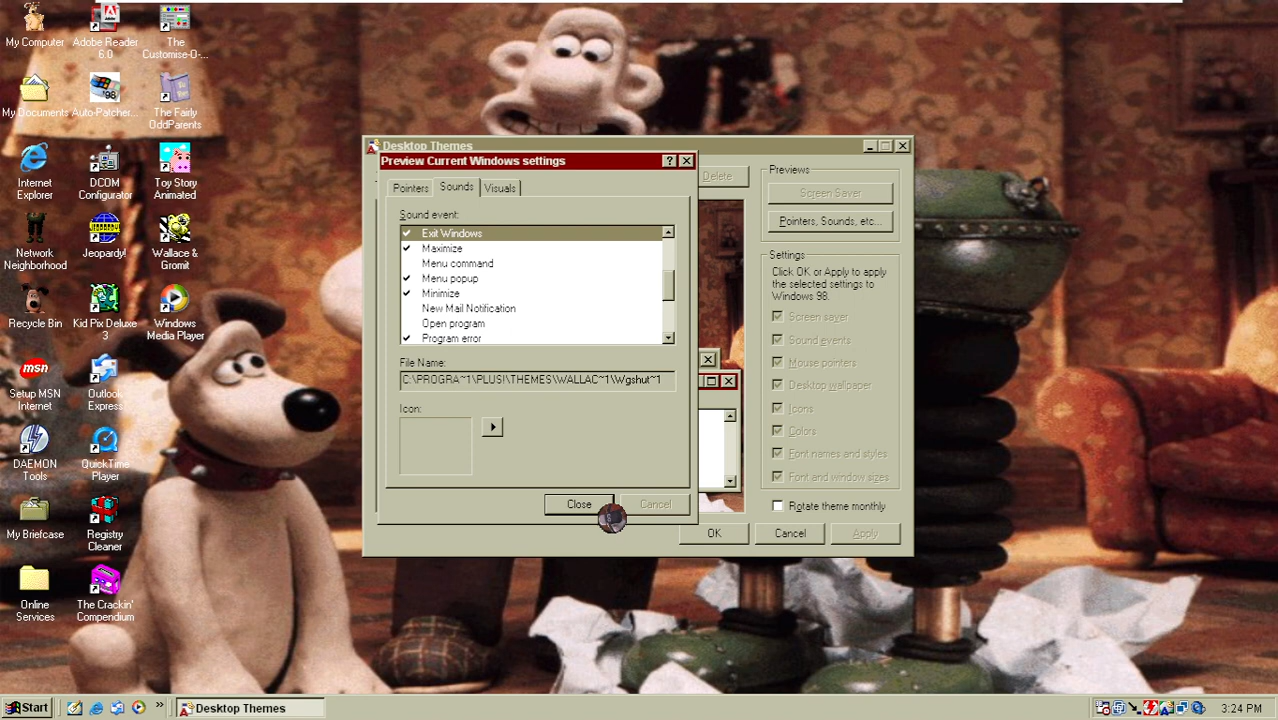 My Computer
Adobe Reader
6.0
The
Customise-O-...
My Documents
Auto-Patcher...
98
The Fairly
OddParents
Internet
Explorer
DCOM
Configurator
Toy Story
Animated
Network
Neighborhood
JEOPARDY!
Jeopardy!
Wallace &
Gromit
Recycle Bin
Kid Pix Deluxe
3
Windows
Media Player
msn
Setup MSN
Internet
Outlook
Express
DAEMON
Tools
QuickTime
Player
My Briefcase
Registry
Cleaner
Online
Services
The Crackin'
Compendium
Desktop Themes
Preview Current Windows settings
Pointers
Sounds
Visuals
Sound event:
Exit Windows
Maximize
Menu command
Menu popup
Minimize
New Mail Notification
Open program
Program error
File Name:
C:\PROGRA~1\PLUS!\THEMES\WALLAC~1\Wgshut~1
Icon:
Close
Cancel
Delete
Previews
Screen Saver
Pointers, Sounds, etc...
Settings
Click OK or Apply to apply
the selected settings to
Windows 98.
Screen saver
Sound events
Mouse pointers
Desktop wallpaper
Icons
Colors
Font names and styles
Font and window sizes
Rotate theme monthly
OK
Cancel
Apply
Start
Desktop Themes
3:24 PM